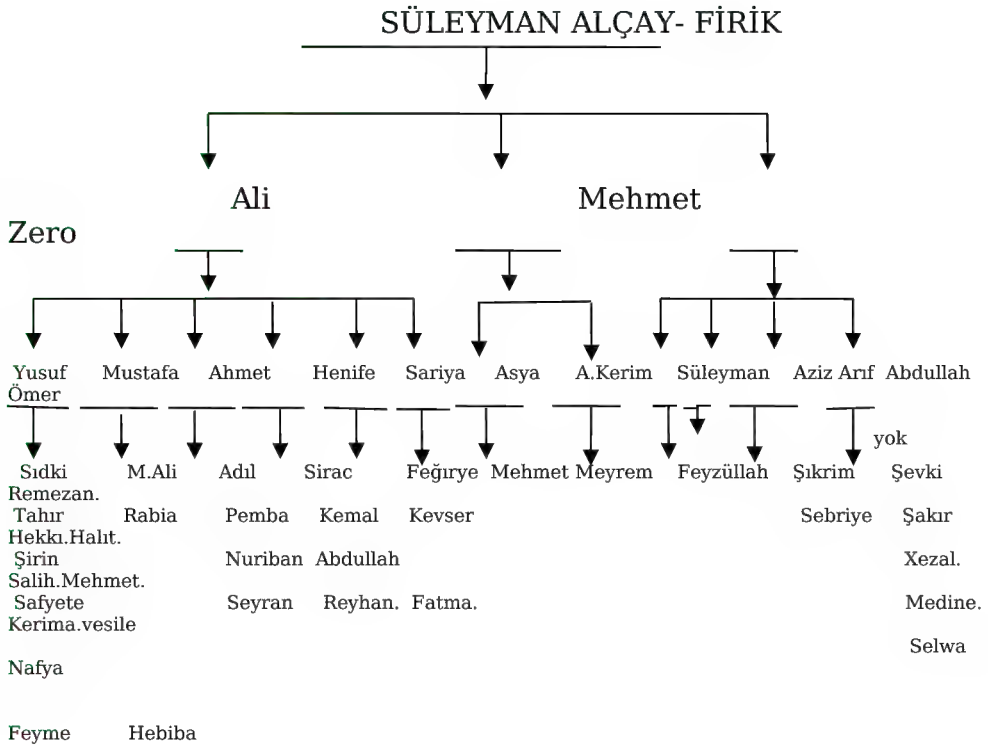 SÜLEYMAN ALÇAY- FİRİK
Ali Mehmet
Zero
Yusuf Mustafa Ahmet Henife Sariya Asya A.Kerim Süleyman Aziz Arıf Abdullah
Ömer
yok
Sıdki M.Ali Adıl Sirac Feğırye Mehmet Meyrem Feyzüllah Şıkrim Şevki
Remezan.
Tahır Rabia Pemba Kemal Kevser Sebriye Şakır
Hekkı.Halıt.
Şirin Nuriban Abdullah Xezal.
Salih.Mehmet.
Safyete Seyran Reyhan. Fatma. Medine.
Kerima.vesile
Selwa
Nafya
Feyme Hebiba